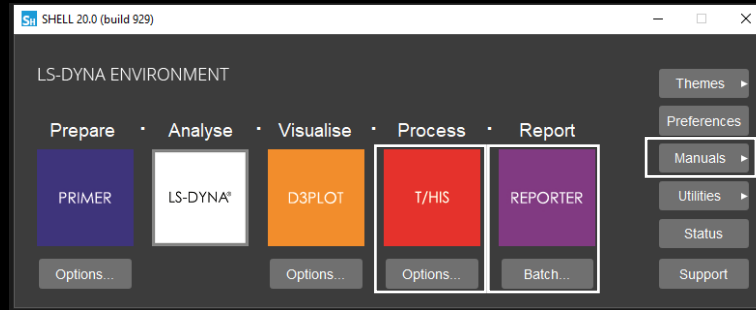 SH SHELL 20.0 (build 929)
LS-DYNA ENVIRONMENT
Prepare · Analyse · Visualise · Process · Report
PRIMER LS-DYNA® D3PLOT T/HIS REPORTER
Options... Options... Options... Batch...
Themes
Preferences
Manuals
Utilities
Status
Support